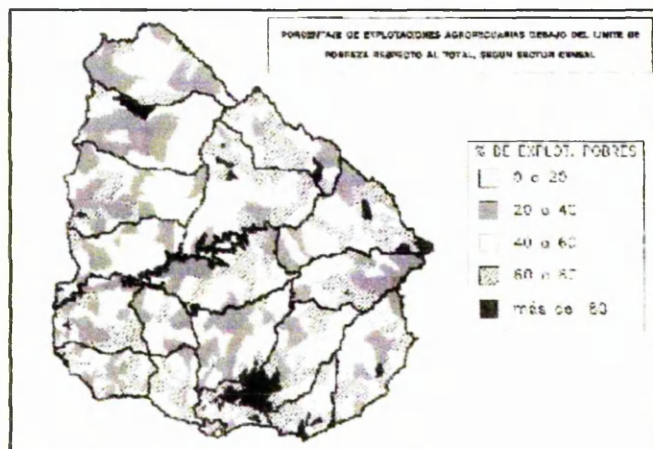 PORCENTAJE DE EXPLOTACIONES AGROPECUARIAS DEBAJO DEL LIMITE DE
POBREZA RESPECTO AL TOTAL, SEGUN SECTOR CENSAL
% DE EXPLOT. POBRES
0 a 20
20 a 40
40 a 60
60 a 80
más de 80